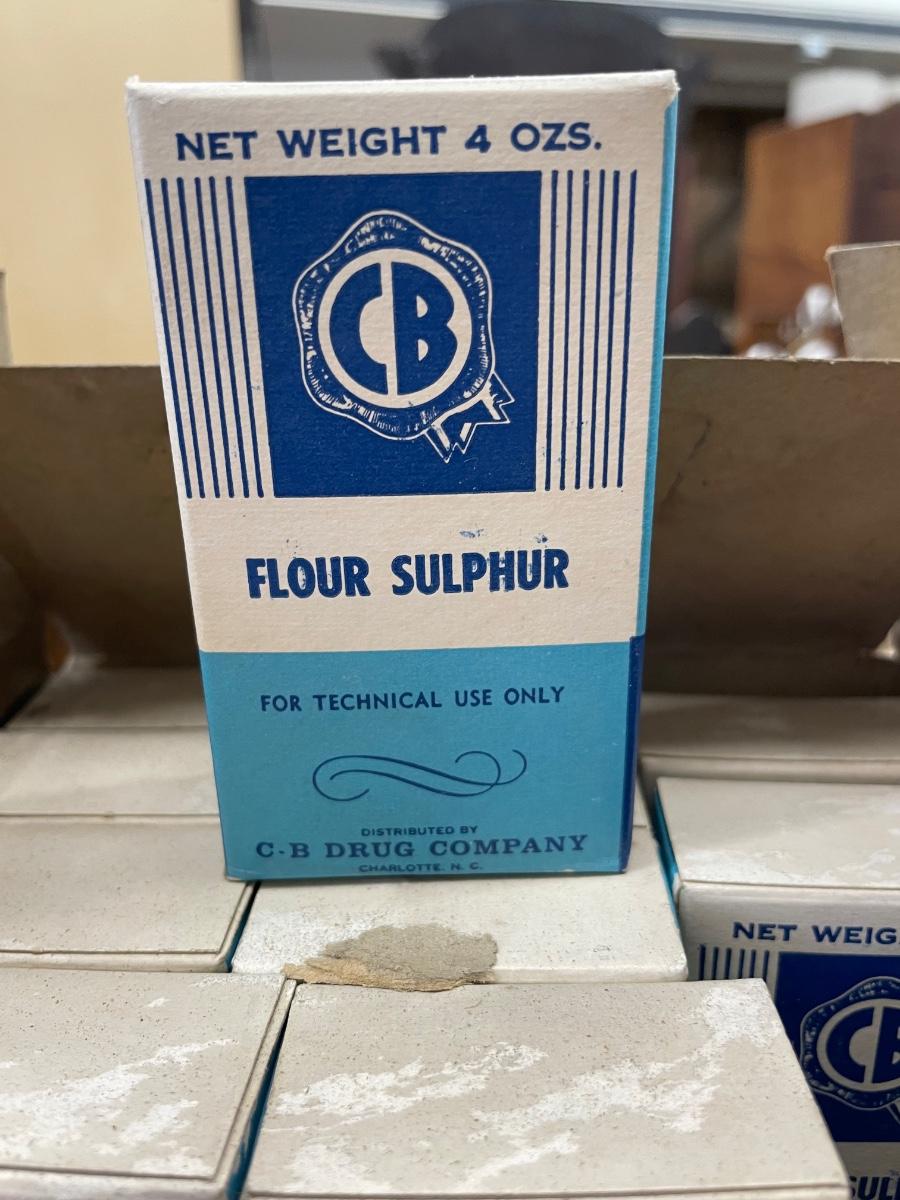 NET WEIGHT 4 OZS.
CB
FLOUR SULPHUR
FOR TECHNICAL USE ONLY
DISTRIBUTED BY
C-B DRUG COMPANY
CHARLOTTE, N. C.
NET WEIG
CB
SUL